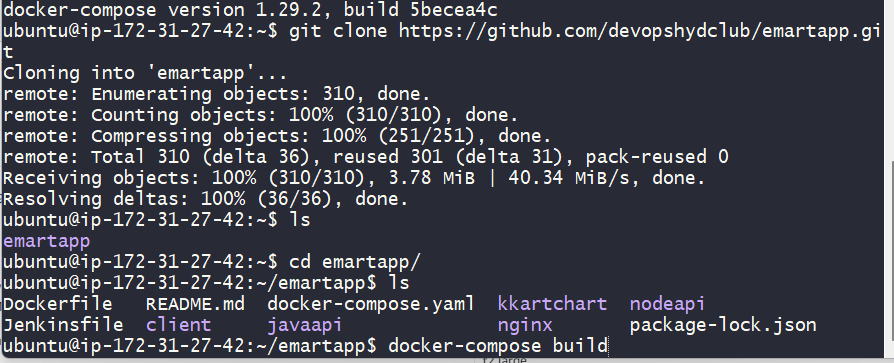 docker-compose version 1.29.2, build 5becea4c
ubuntu@ip-172-31-27-42:~$ git clone https://github.com/devopshydclub/emartapp.gi
t
Cloning into 'emartapp'...
remote: Enumerating objects: 310, done.
remote: Counting objects: 100% (310/310), done.
remote: Compressing objects: 100% (251/251), done.
remote: Total 310 (delta 36), reused 301 (delta 31), pack-reused 0
Receiving objects: 100% (310/310), 3.78 MiB | 40.34 MiB/s, done.
Resolving deltas: 100% (36/36), done.
ubuntu@ip-172-31-27-42:~$ ls
emartapp
ubuntu@ip-172-31-27-42:~$ cd emartapp/
ubuntu@ip-172-31-27-42:~/emartapp$ ls
Dockerfile README.md docker-compose.yaml kkartchart nodeapi
Jenkinsfile client javaapi nginx package-lock.json
ubuntu@ip-172-31-27-42:~/emartapp$ docker-compose build